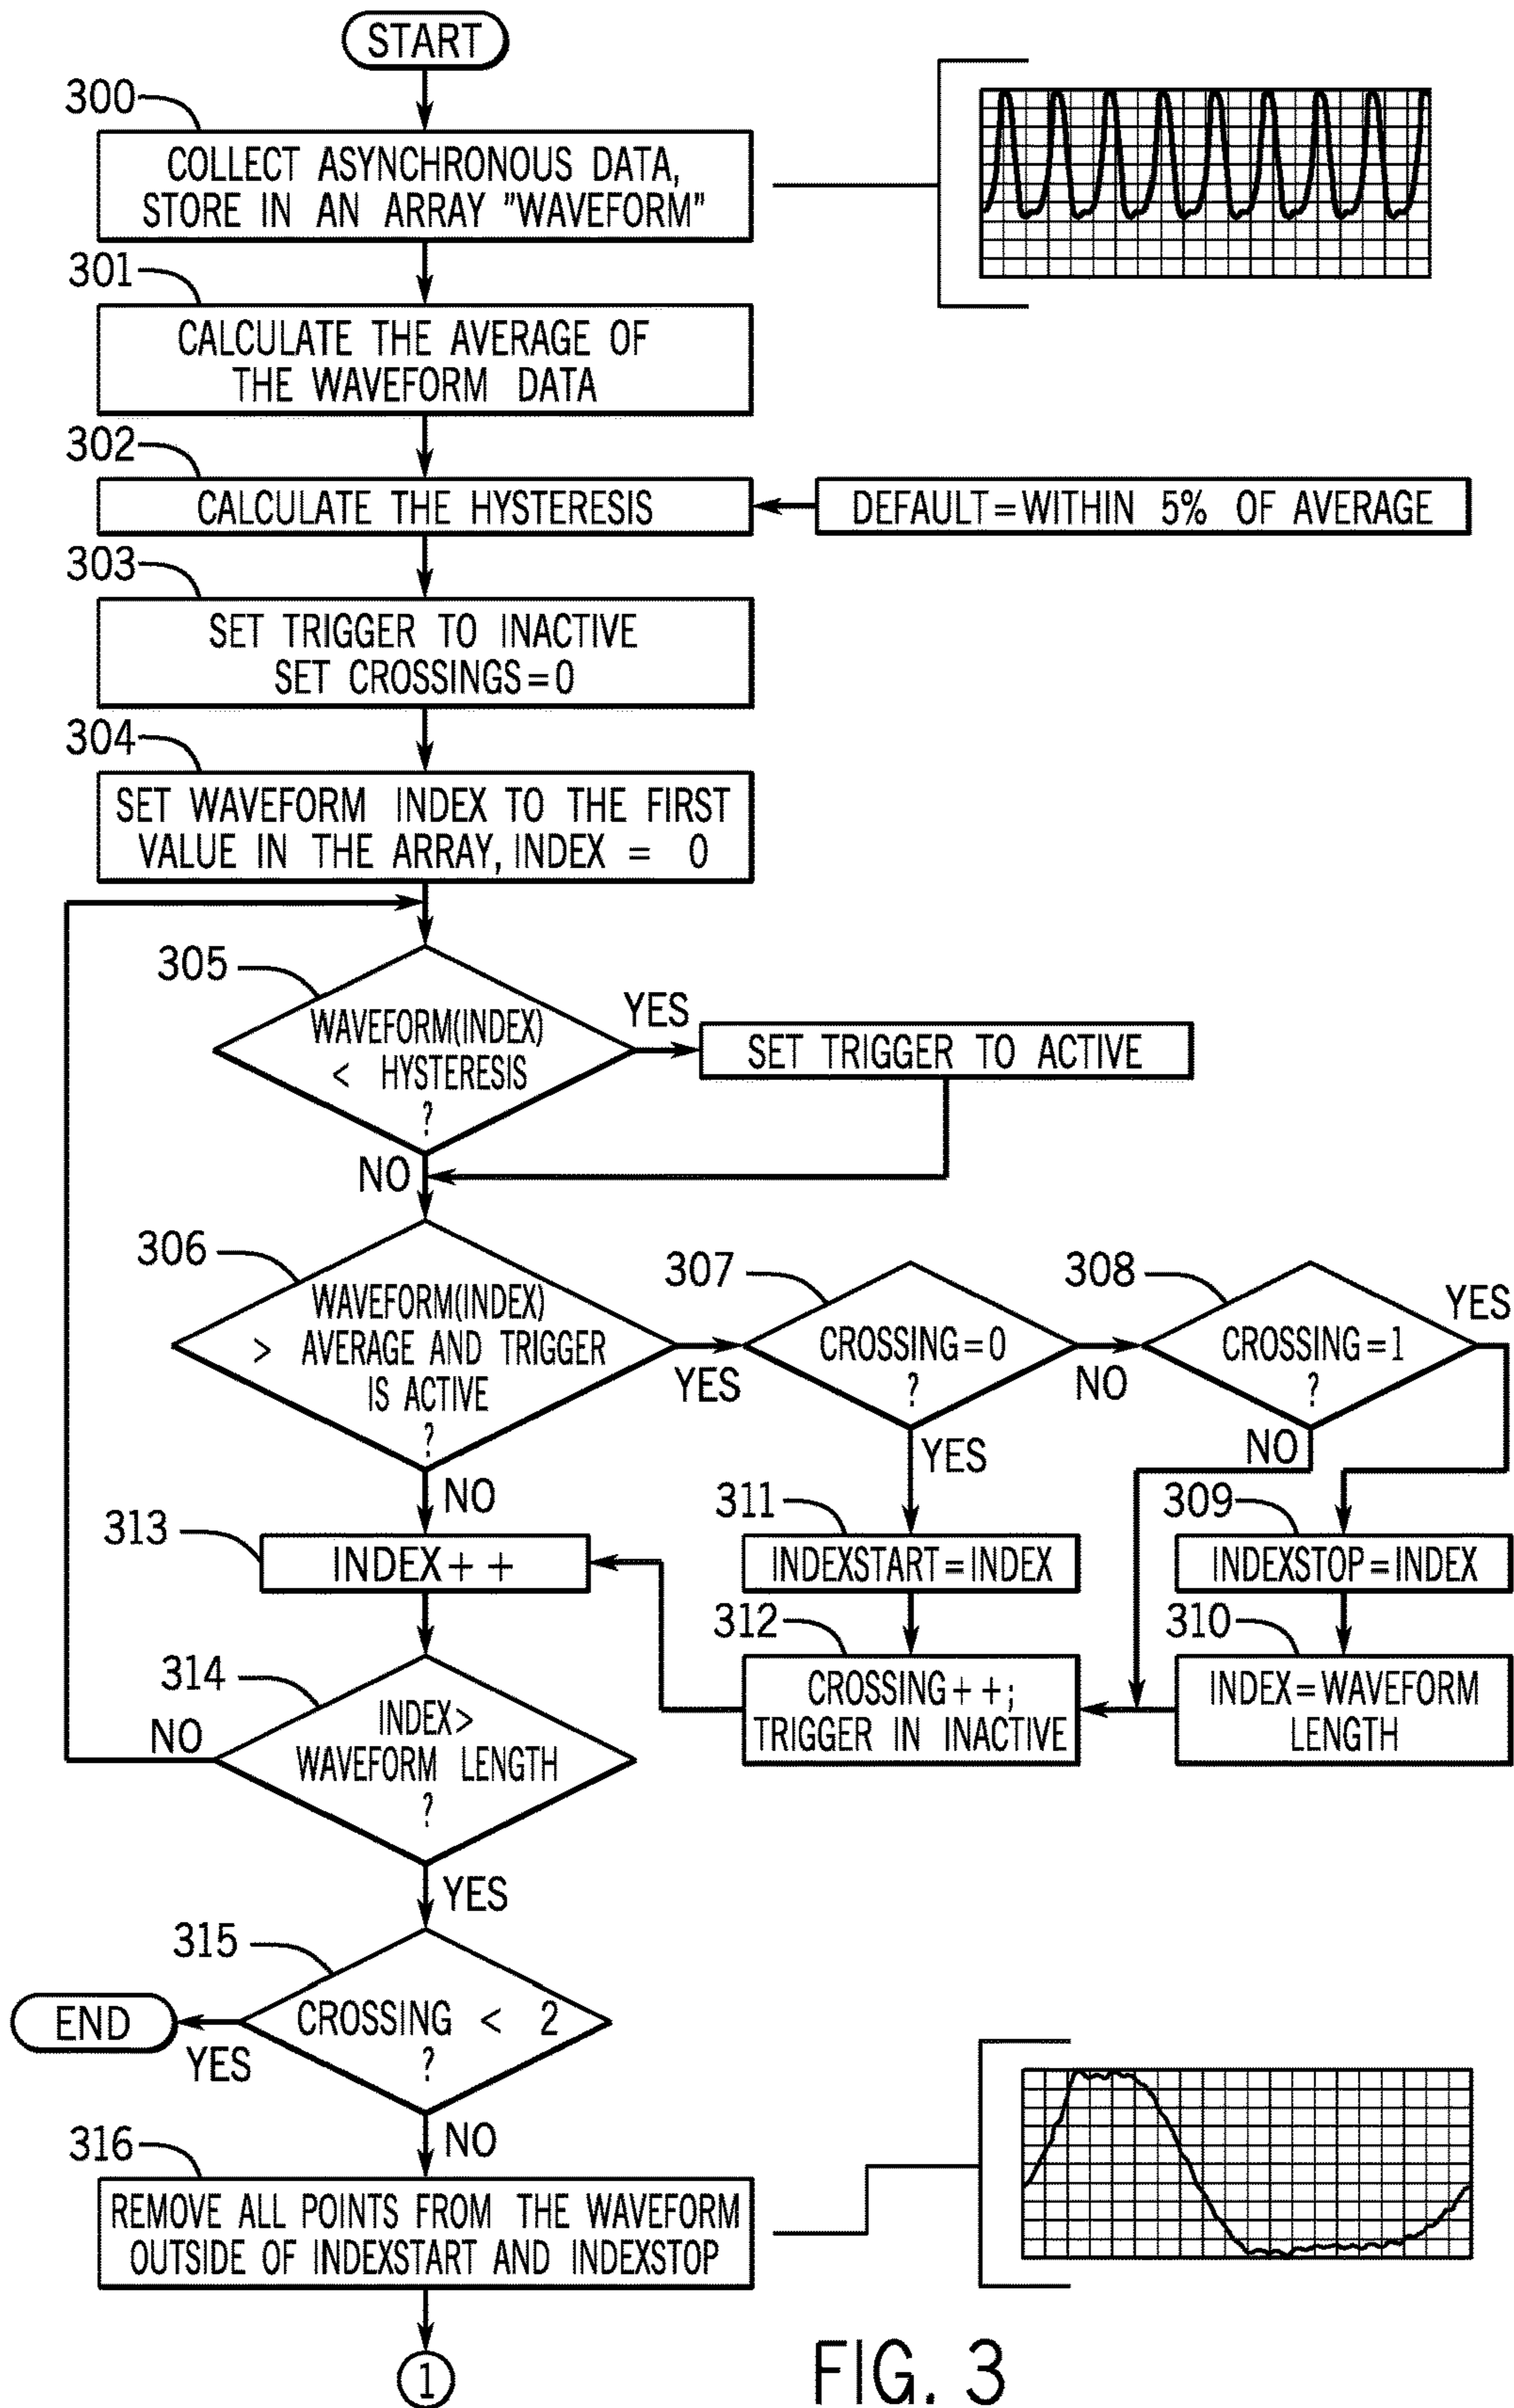 START
300
COLLECT ASYNCHRONOUS DATA,
STORE IN AN ARRAY "WAVEFORM"
301
CALCULATE THE AVERAGE OF
THE WAVEFORM DATA
302
CALCULATE THE HYSTERESIS
DEFAULT=WITHIN 5% OF AVERAGE
303
SET TRIGGER TO INACTIVE
SET CROSSINGS=0
304
SET WAVEFORM INDEX TO THE FIRST
VALUE IN THE ARRAY, INDEX = 0
305
WAVEFORM(INDEX)
< HYSTERESIS
?
YES
SET TRIGGER TO ACTIVE
NO
306
WAVEFORM(INDEX)
> AVERAGE AND TRIGGER
IS ACTIVE
?
YES
307
CROSSING=0
?
NO
308
CROSSING=1
?
YES
NO
YES
NO
311
INDEXSTART=INDEX
309
INDEXSTOP=INDEX
313
INDEX++
312
CROSSING++;
TRIGGER IN INACTIVE
310
INDEX=WAVEFORM
LENGTH
314
INDEX>
WAVEFORM LENGTH
?
NO
YES
315
CROSSING < 2
?
END
YES
NO
316
REMOVE ALL POINTS FROM THE WAVEFORM
OUTSIDE OF INDEXSTART AND INDEXSTOP
1
FIG. 3